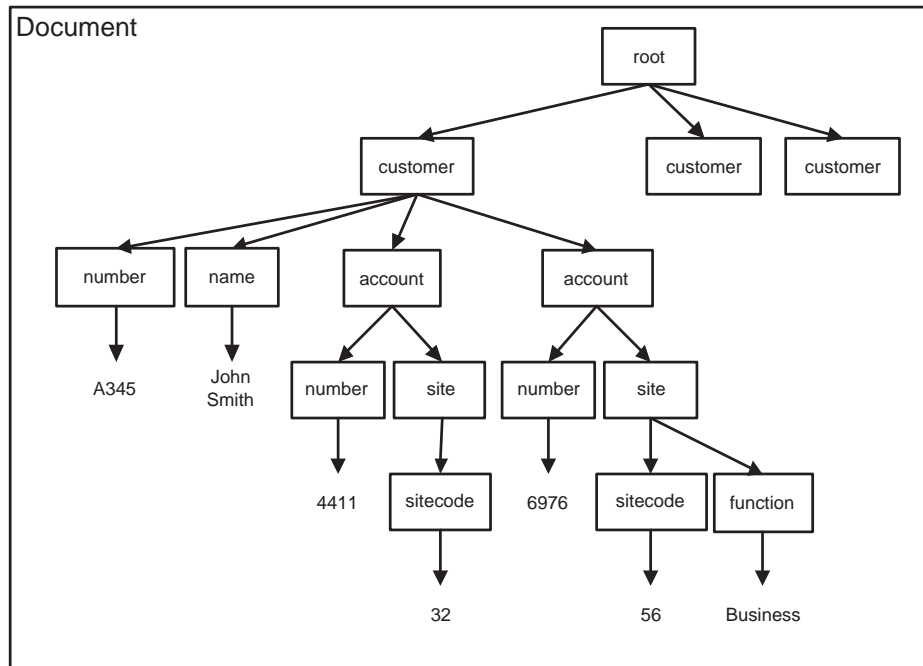 Document
root
customer
customer
customer
number
name
account
account
A345
John
Smith
number
site
number
site
4411
sitecode
6976
sitecode
function
32
56
Business